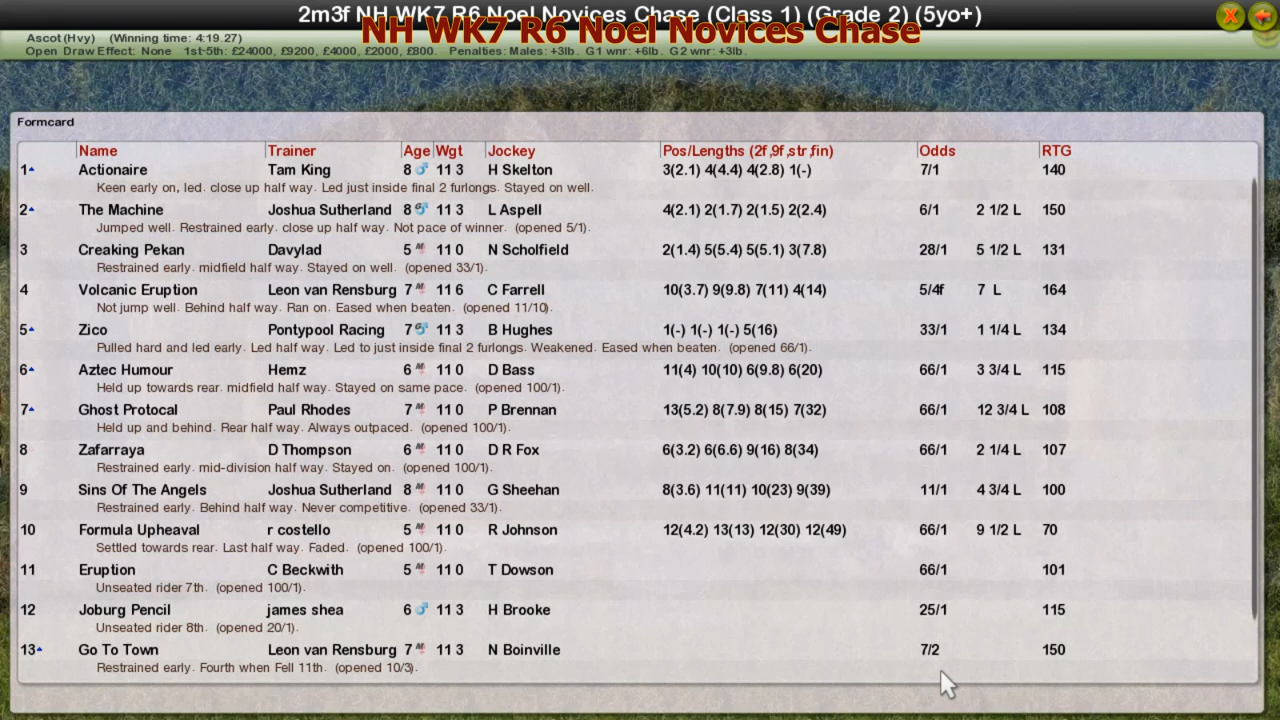 2m3f NH WK7 R6 Noel Novices Chase (Class 1) (Grade 2) (5yo+)
NH WK7 R6 Noel Novices Chase
Ascot(Hvy) (Winning time: 4:19.27)
Open Draw Effect: None 1st-5th: £24000, £9200, £4000, £2000, £800. Penalties: Males: +3lb. G1 wnr: +6lb. G2 wnr: +3lb.
Formcard
Name Trainer Age Wgt Jockey Pos/Lengths (2f,9f,str,fin) Odds RTG
1 Actionaire Tam King 8 11 3 H Skelton 3(2.1) 4(4.4) 4(2.8) 1(-) 7/1 140
Keen early on, led. close up half way. Led just inside final 2 furlongs. Stayed on well.
2 The Machine Joshua Sutherland 8 11 3 L Aspell 4(2.1) 2(1.7) 2(1.5) 2(2.4) 6/1 2 1/2 L 150
Jumped well. Restrained early. close up half way. Not pace of winner. (opened 5/1).
3 Creaking Pekan Davylad 5 11 0 N Scholfield 2(1.4) 5(5.4) 5(5.1) 3(7.8) 28/1 5 1/2 L 131
Restrained early. midfield half way. Stayed on well. (opened 33/1).
4 Volcanic Eruption Leon van Rensburg 7 11 6 C Farrell 10(3.7) 9(9.8) 7(11) 4(14) 5/4f 7 L 164
Not jump well. Behind half way. Ran on. Eased when beaten. (opened 11/10).
5 Zico Pontypool Racing 7 11 3 B Hughes 1(-) 1(-) 1(-) 5(16) 33/1 1 1/4 L 134
Pulled hard and led early. Led half way. Led to just inside final 2 furlongs. Weakened. Eased when beaten. (opened 66/1).
6 Aztec Humour Hemz 6 11 0 D Bass 11(4) 10(10) 6(9.8) 6(20) 66/1 3 3/4 L 115
Held up towards rear. midfield half way. Stayed on same pace. (opened 100/1).
7 Ghost Protocal Paul Rhodes 7 11 0 P Brennan 13(5.2) 8(7.9) 8(15) 7(32) 66/1 12 3/4 L 108
Held up and behind. Rear half way. Always outpaced. (opened 100/1).
8 Zafarraya D Thompson 6 11 0 D R Fox 6(3.2) 6(6.6) 9(16) 8(34) 66/1 2 1/4 L 107
Restrained early. mid-division half way. Stayed on. (opened 100/1).
9 Sins Of The Angels Joshua Sutherland 8 11 0 G Sheehan 8(3.6) 11(11) 10(23) 9(39) 11/1 4 3/4 L 100
Restrained early. Behind half way. Never competitive. (opened 33/1).
10 Formula Upheaval r costello 5 11 0 R Johnson 12(4.2) 13(13) 12(30) 12(49) 66/1 9 1/2 L 70
Settled towards rear. Last half way. Faded. (opened 100/1).
11 Eruption C Beckwith 5 11 0 T Dowson 66/1 101
Unseated rider 7th. (opened 100/1).
12 Joburg Pencil james shea 6 11 3 H Brooke 25/1 115
Unseated rider 8th. (opened 20/1).
13 Go To Town Leon van Rensburg 7 11 3 N Boinville 7/2 150
Restrained early. Fourth when Fell 11th. (opened 10/3).